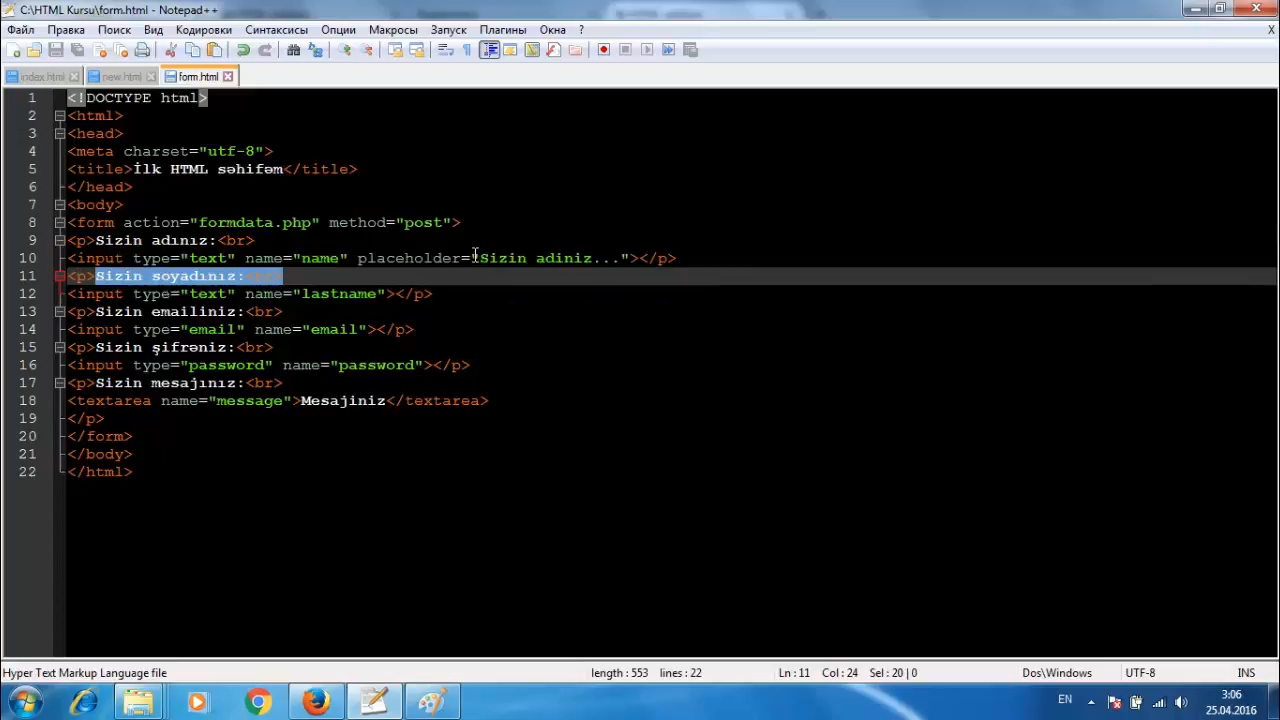 C:\HTML Kursu\form.html - Notepad++
Файл Правка Поиск Вид Кодировки Синтаксисы Опции Макросы Запуск Плагины Окна ? X
index.html new.html form.html
1 <!DOCTYPE html>
2 <html>
3 <head>
4 <meta charset="utf-8">
5 <title>İlk HTML səhifəm</title>
6 </head>
7 <body>
8 <form action="formdata.php" method="post">
9 <p>Sizin adınız:<br>
10 <input type="text" name="name" placeholder="Sizin adiniz..."></p>
11 <p>Sizin soyadınız:<br>
12 <input type="text" name="lastname"></p>
13 <p>Sizin emailiniz:<br>
14 <input type="email" name="email"></p>
15 <p>Sizin şifrəniz:<br>
16 <input type="password" name="password"></p>
17 <p>Sizin mesajınız:<br>
18 <textarea name="message">Mesajiniz</textarea>
19 </p>
20 </form>
21 </body>
22 </html>
Hyper Text Markup Language file length : 553 lines : 22 Ln : 11 Col : 24 Sel : 20 | 0 Dos\Windows UTF-8 INS
EN 3:06
25.04.2016